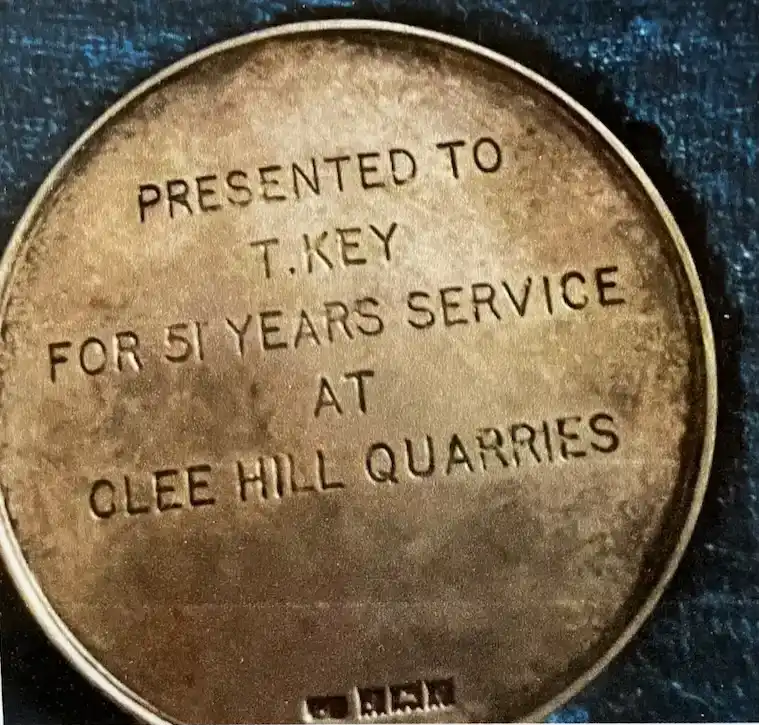 PRESENTED TO
T.KEY
FOR 51 YEARS SERVICE
AT
CLEE HILL QUARRIES